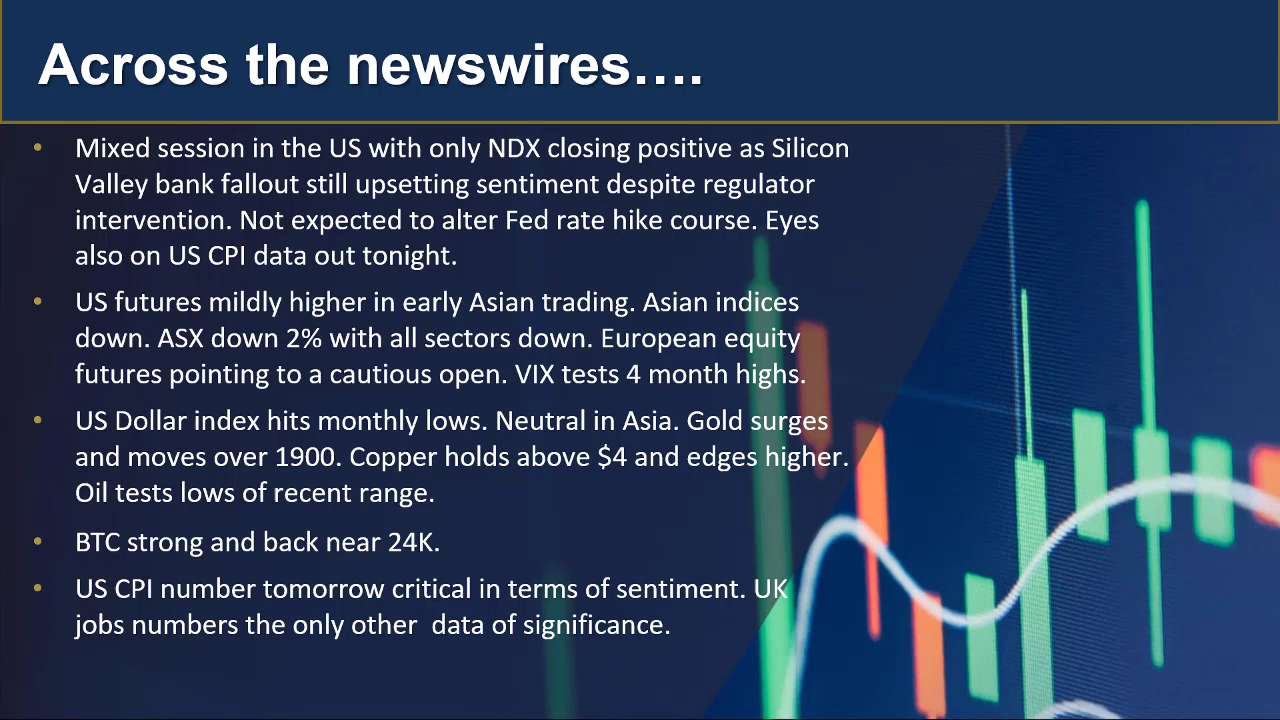 Across the newswires….
• Mixed session in the US with only NDX closing positive as Silicon
Valley bank fallout still upsetting sentiment despite regulator
intervention. Not expected to alter Fed rate hike course. Eyes
also on US CPI data out tonight.
• US futures mildly higher in early Asian trading. Asian indices
down. ASX down 2% with all sectors down. European equity
futures pointing to a cautious open. VIX tests 4 month highs.
• US Dollar index hits monthly lows. Neutral in Asia. Gold surges
and moves over 1900. Copper holds above $4 and edges higher.
Oil tests lows of recent range.
• BTC strong and back near 24K.
• US CPI number tomorrow critical in terms of sentiment. UK
jobs numbers the only other  data of significance.